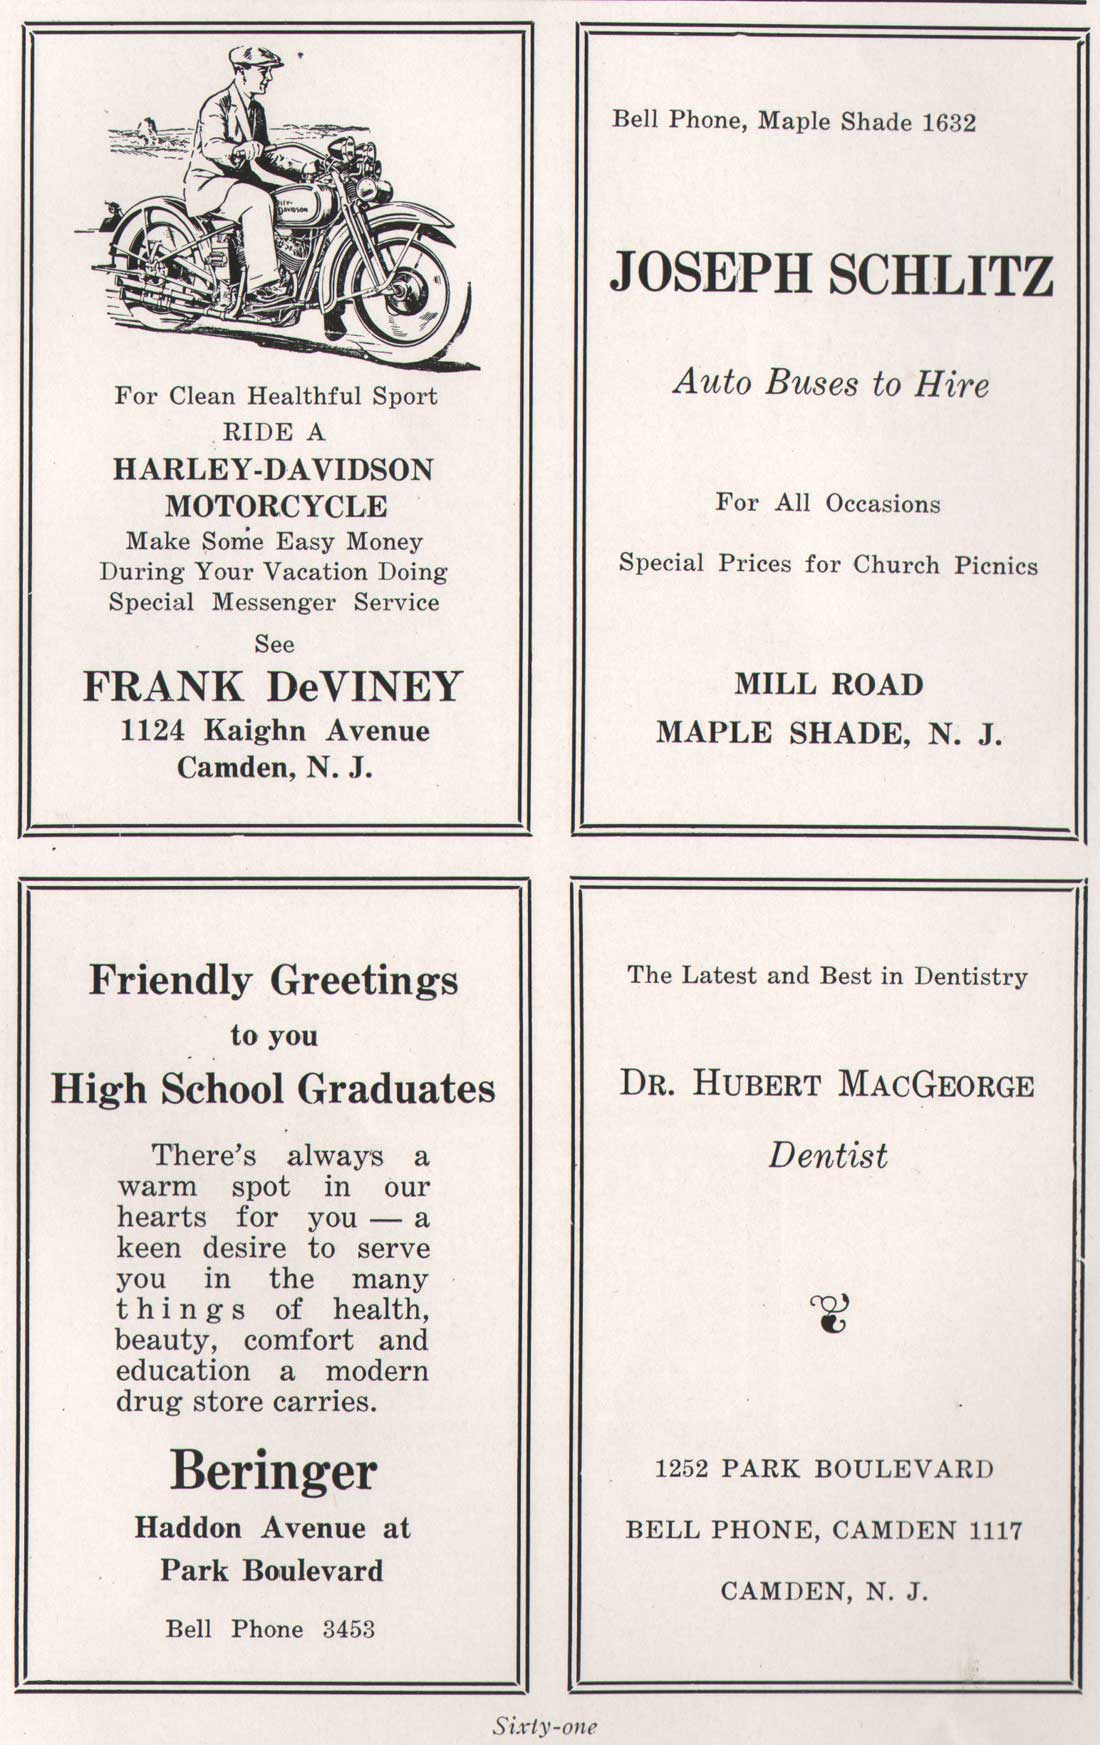 LEY-
DAVIDSON
For Clean Healthful Sport
RIDE A
HARLEY-DAVIDSON
MOTORCYCLE
Make Some Easy Money
During Your Vacation Doing
Special Messenger Service
See
FRANK DeVINEY
1124 Kaighn Avenue
Camden, N. J.
Bell Phone, Maple Shade 1632
JOSEPH SCHLITZ
Auto Buses to Hire
For All Occasions
Special Prices for Church Picnics
MILL ROAD
MAPLE SHADE, N. J.
Friendly Greetings
to you
High School Graduates
There's always a
warm spot in our
hearts for you — a
keen desire to serve
you in the many
things of health,
beauty, comfort and
education a modern
drug store carries.
Beringer
Haddon Avenue at
Park Boulevard
Bell Phone 3453
The Latest and Best in Dentistry
DR. HUBERT MACGEORGE
Dentist
1252 PARK BOULEVARD
BELL PHONE, CAMDEN 1117
CAMDEN, N. J.
Sixty-one